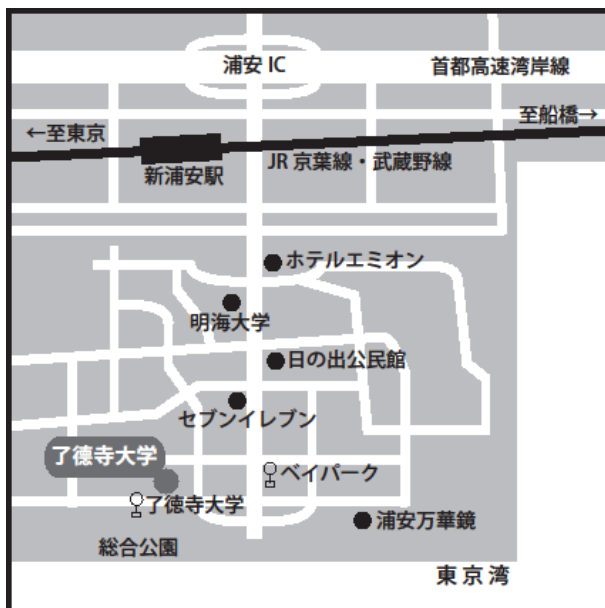 浦安 IC
首都高速湾岸線
至船橋→
←至東京
新浦安駅
JR 京葉線・武蔵野線
ホテルエミオン
明海大学
日の出公民館
セブンイレブン
了德寺大学
ベイパーク
了德寺大学
浦安万華鏡
総合公園
東京湾